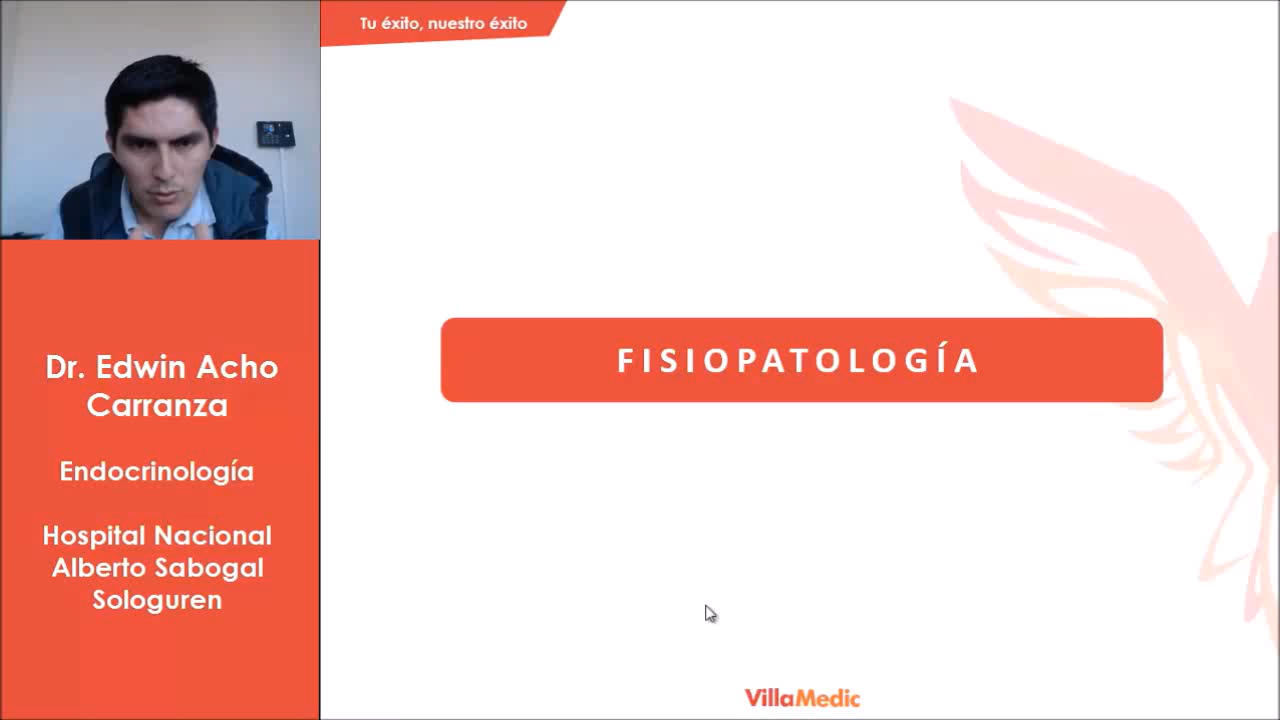 Tu éxito, nuestro éxito
Dr. Edwin Acho
Carranza
Endocrinología
Hospital Nacional
Alberto Sabogal
Sologuren
FISIOPATOLOGÍA
VillaMedic